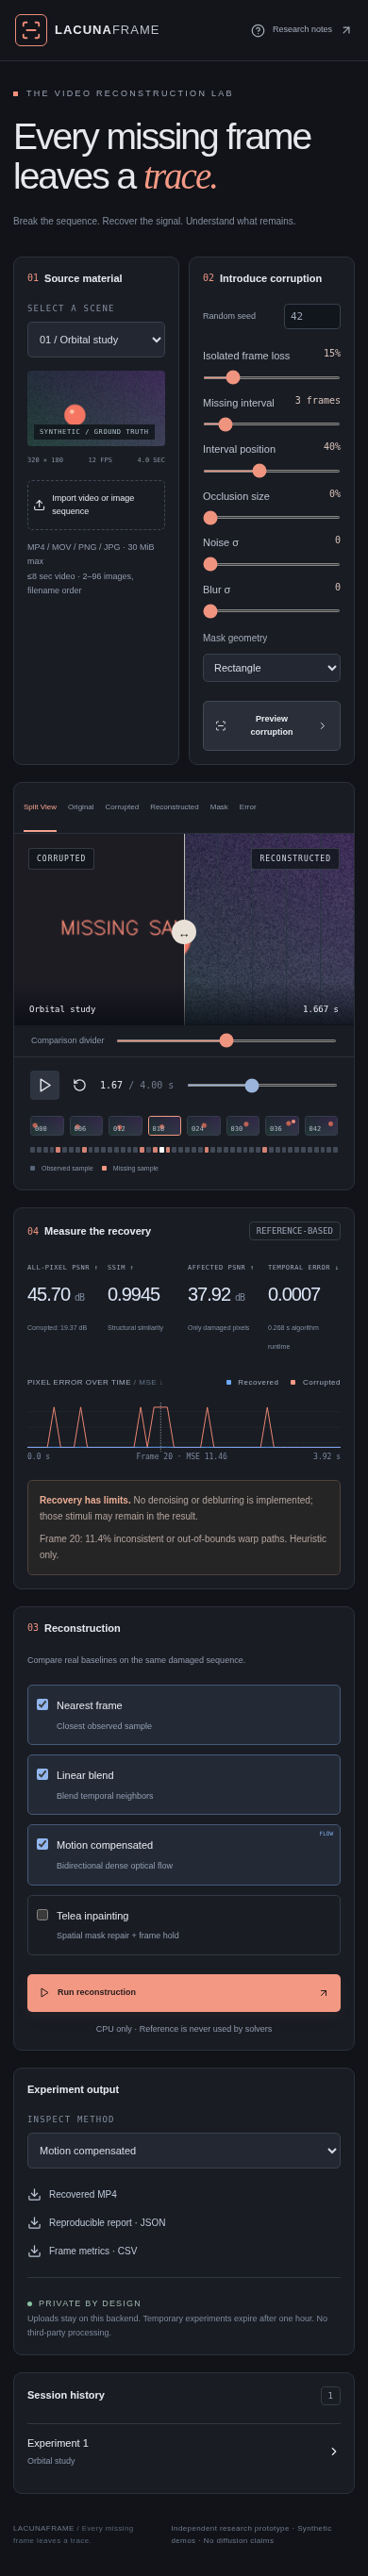 LACUNAFRAME
Research notes
THE VIDEO RECONSTRUCTION LAB
Every missing frame
leaves a trace.
Break the sequence. Recover the signal. Understand what remains.
01 Source material
SELECT A SCENE
01 / Orbital study
SYNTHETIC / GROUND TRUTH
320 × 180 12 FPS 4.0 SEC
Import video or image
sequence
MP4 / MOV / PNG / JPG · 30 MiB
max
≤8 sec video · 2–96 images,
filename order
02 Introduce corruption
Random seed 42
Isolated frame loss 15%
Missing interval 3 frames
Interval position 40%
Occlusion size 0%
Noise σ 0
Blur σ 0
Mask geometry
Rectangle
Preview
corruption
Split View Original Corrupted Reconstructed Mask Error
CORRUPTED RECONSTRUCTED
MISSING SA
Orbital study 1.667 s
Comparison divider
1.67 / 4.00 s
000 006 012 018 024 030 036 042
Observed sample Missing sample
04 Measure the recovery REFERENCE-BASED
ALL-PIXEL PSNR ↑ SSIM ↑ AFFECTED PSNR ↑ TEMPORAL ERROR ↓
45.70 dB 0.9945 37.92 dB 0.0007
Corrupted: 19.37 dB Structural similarity Only damaged pixels 0.268 s algorithm
runtime
PIXEL ERROR OVER TIME / MSE ↓ Recovered Corrupted
0.0 s Frame 20 · MSE 11.46 3.92 s
Recovery has limits. No denoising or deblurring is implemented;
those stimuli may remain in the result.
Frame 20: 11.4% inconsistent or out-of-bounds warp paths. Heuristic
only.
03 Reconstruction
Compare real baselines on the same damaged sequence.
Nearest frame
Closest observed sample
Linear blend
Blend temporal neighbors
FLOW
Motion compensated
Bidirectional dense optical flow
Telea inpainting
Spatial mask repair + frame hold
Run reconstruction
CPU only · Reference is never used by solvers
Experiment output
INSPECT METHOD
Motion compensated
Recovered MP4
Reproducible report · JSON
Frame metrics · CSV
PRIVATE BY DESIGN
Uploads stay on this backend. Temporary experiments expire after one hour. No
third-party processing.
Session history 1
Experiment 1
Orbital study
LACUNAFRAME / Every missing
frame leaves a trace.
Independent research prototype · Synthetic
demos · No diffusion claims